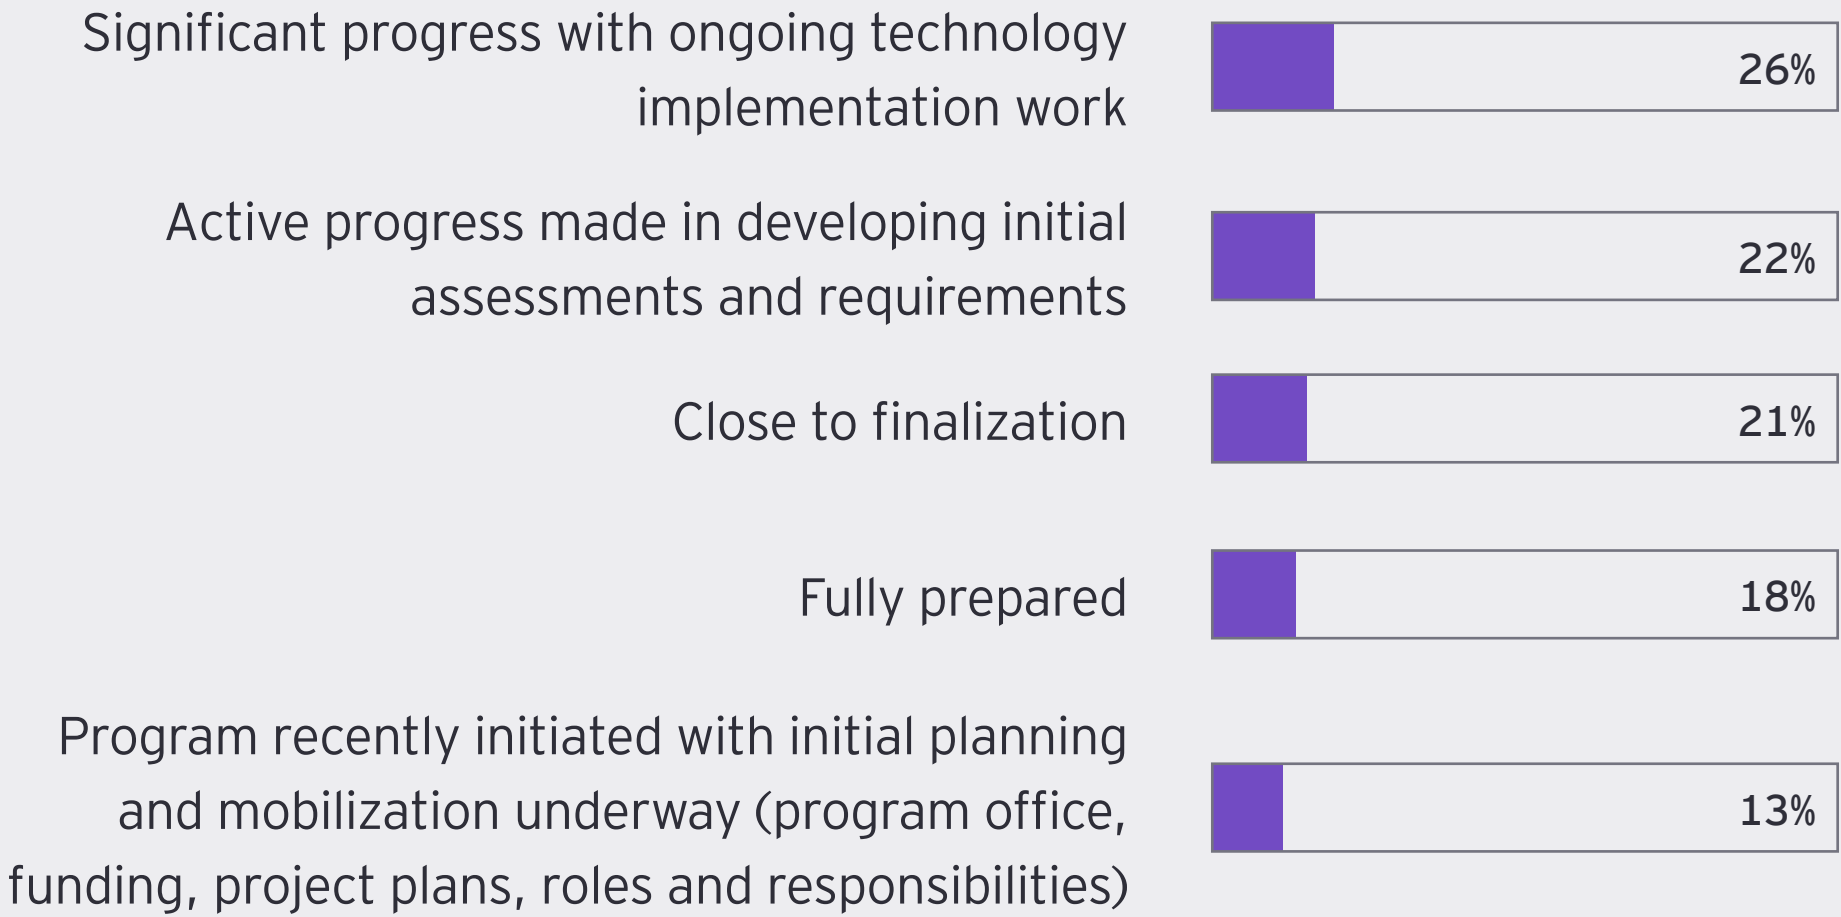 Significant progress with ongoing technology
implementation work
26%
Active progress made in developing initial
assessments and requirements
22%
Close to finalization
21%
Fully prepared
18%
Program recently initiated with initial planning
and mobilization underway (program office,
funding, project plans, roles and responsibilities)
13%